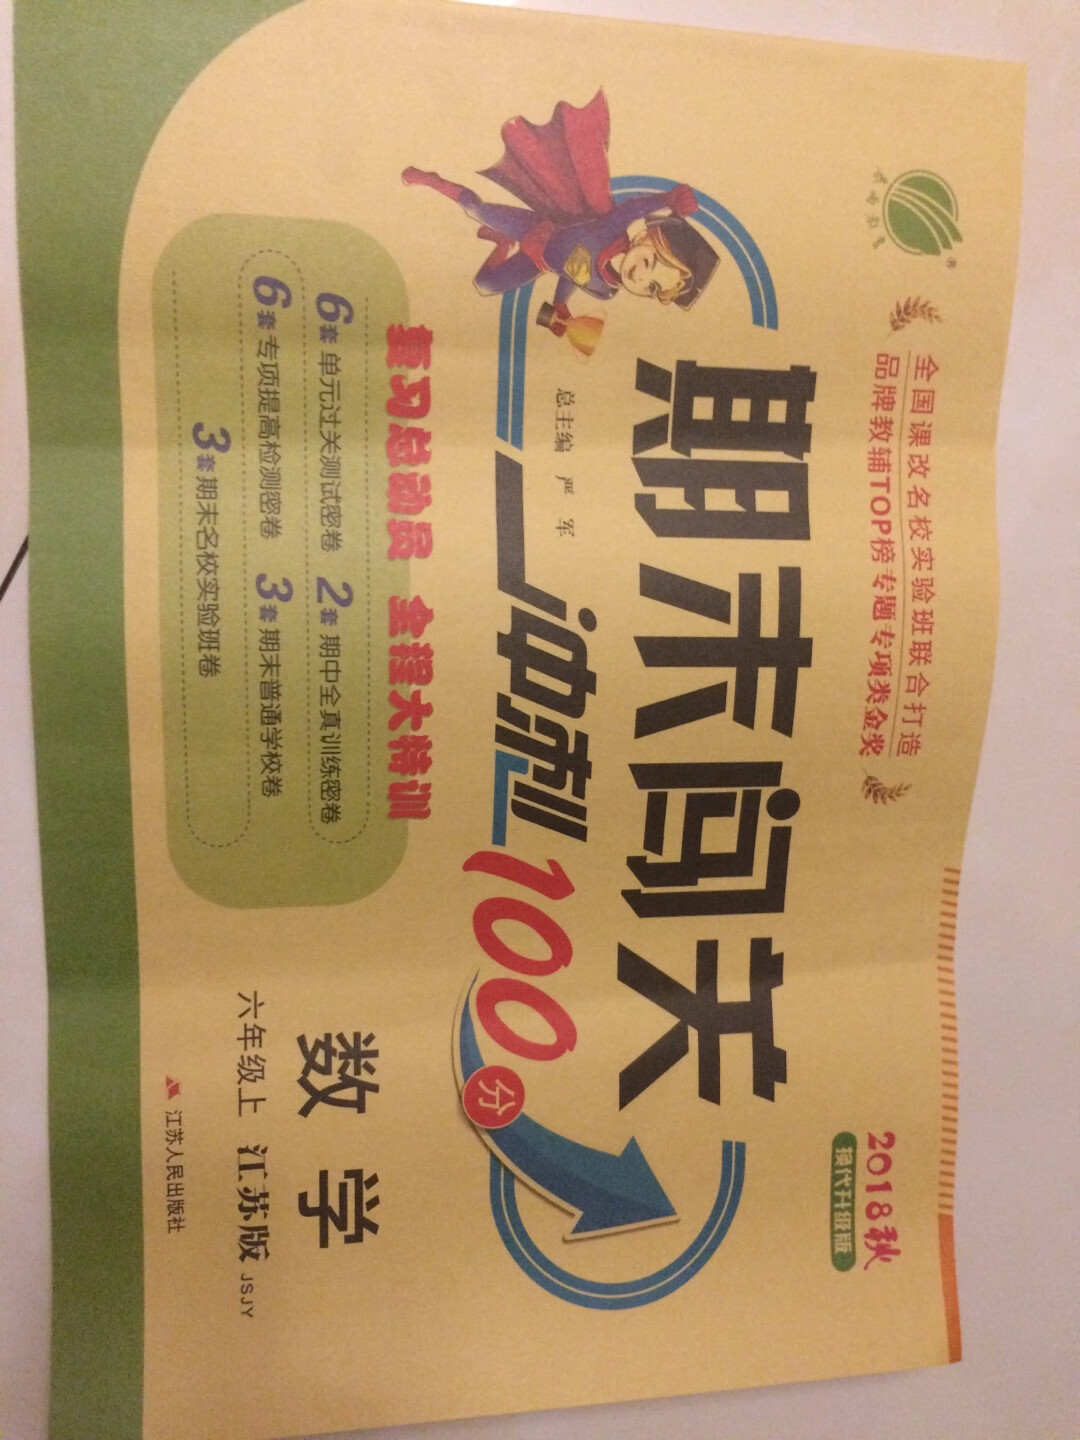 春雨教育
®
全国课改名校实验班联合打造
品牌教辅TOP榜专题专项类金奖
2018秋
换代升级版
期末闯关
总主编 严 军
冲刺100分
复习总动员 全程大特训
6套单元过关测试密卷 2套期中全真训练密卷
6套专项提高检测密卷 3套期末普通学校卷
3套期末名校实验班卷
数 学
六年级上 江苏版 JSJY
江苏人民出版社